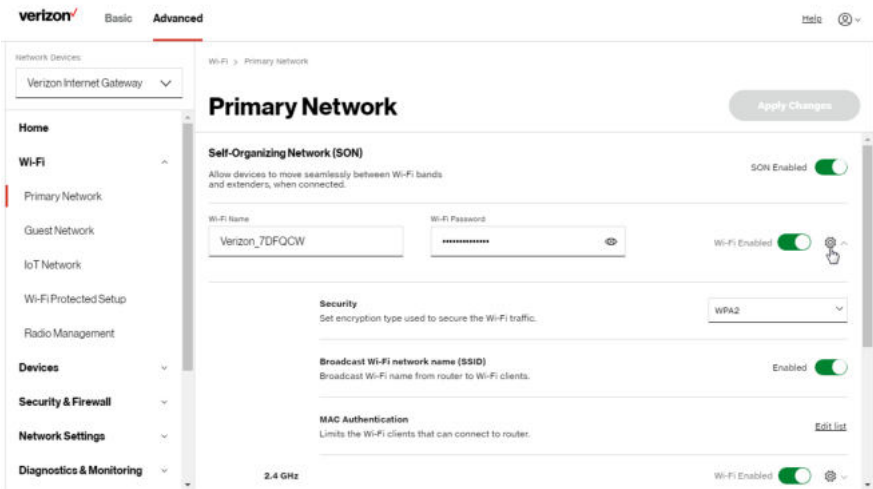 verizon
Basic
Advanced
Help
Network Devices
Verizon Internet Gateway
Home
Wi-Fi
Primary Network
Guest Network
IoT Network
Wi-Fi Protected Setup
Radio Management
Devices
Security & Firewall
Network Settings
Diagnostics & Monitoring
Wi-Fi > Primary Network
Primary Network
Apply Changes
Self-Organizing Network (SON)
Allow devices to move seamlessly between Wi-Fi bands
and extenders, when connected.
SON Enabled
Wi-Fi Name
Verizon_7DFQCW
Wi-Fi Password
••••••••••••••
Wi-Fi Enabled
Security
Set encryption type used to secure the Wi-Fi traffic.
WPA2
Broadcast Wi-Fi network name (SSID)
Broadcast Wi-Fi name from router to Wi-Fi clients.
Enabled
MAC Authentication
Limits the Wi-Fi clients that can connect to router.
Edit list
2.4 GHz
Wi-Fi Enabled